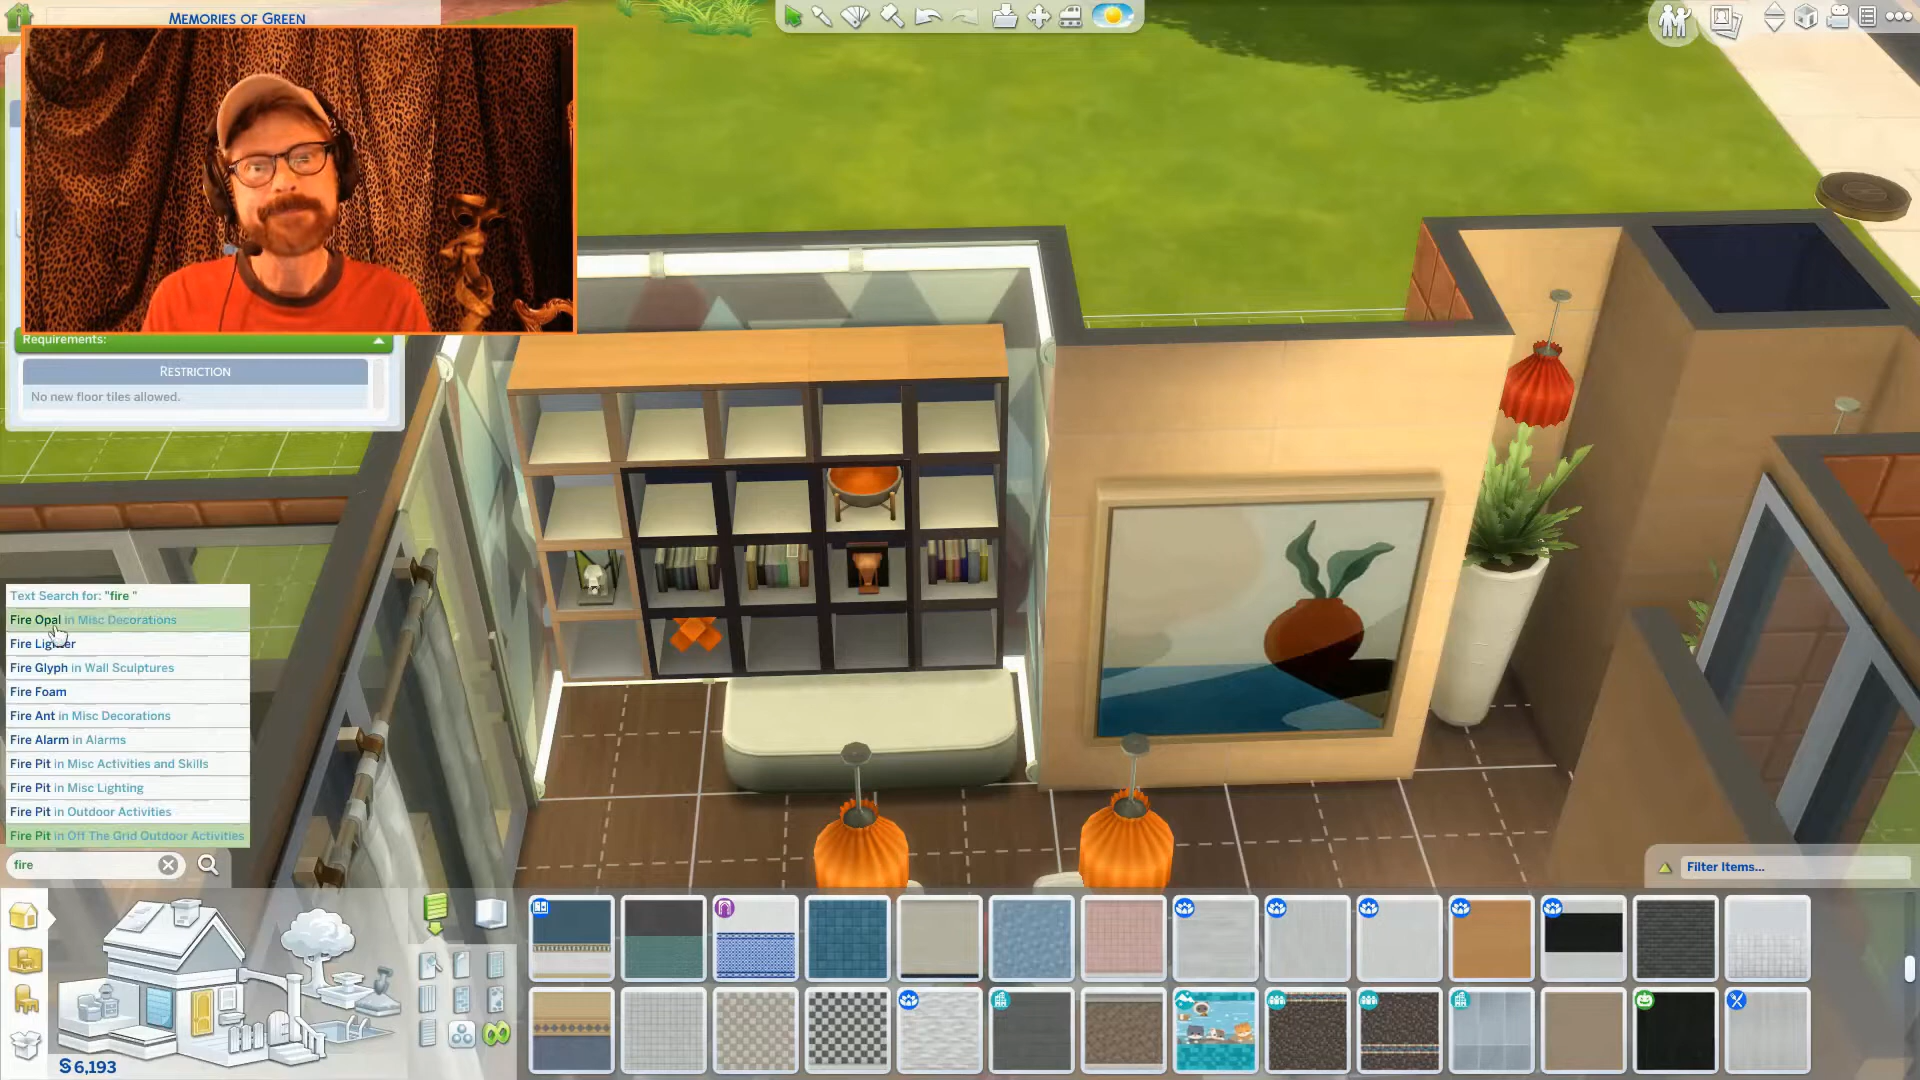 MEMORIES OF GREEN
Requirements:
RESTRICTION
No new floor tiles allowed.
Text Search for: "fire "
Fire Opal in Misc Decorations
Fire Lighter
Fire Glyph in Wall Sculptures
Fire Foam
Fire Ant in Misc Decorations
Fire Alarm in Alarms
Fire Pit in Misc Activities and Skills
Fire Pit in Misc Lighting
Fire Pit in Outdoor Activities
Fire Pit in Off The Grid Outdoor Activities
fire
Filter Items...
§6,193